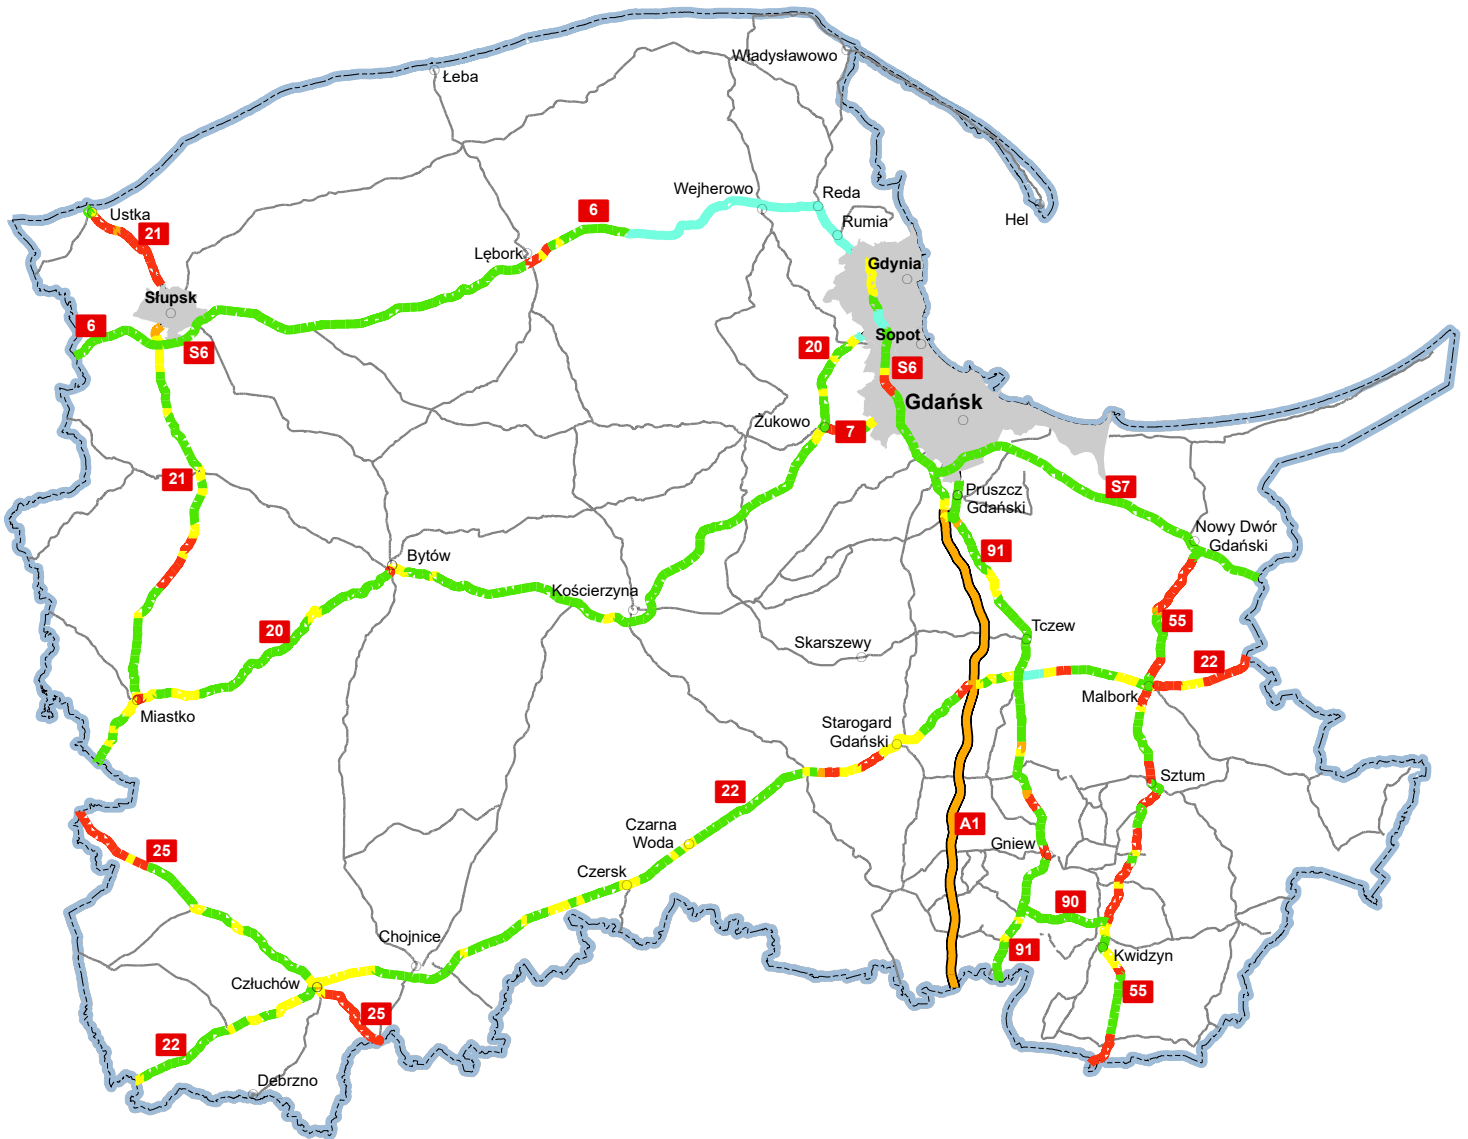 Władysławowo
Łeba
Wejherowo
Reda
Ustka
6
Rumia
Hel
21
Lębork
Gdynia
Słupsk
6
Sopot
S6
20
S6
Gdańsk
Żukowo
7
21
S7
Pruszcz
Gdański
Nowy Dwór
Gdański
91
Bytów
Kościerzyna
55
Tczew
20
Skarszewy
22
Malbork
Miastko
Starogard
Gdański
Sztum
22
A1
Czarna
Woda
Gniew
25
Czersk
90
Chojnice
91
Kwidzyn
Człuchów
55
25
22
Debrzno